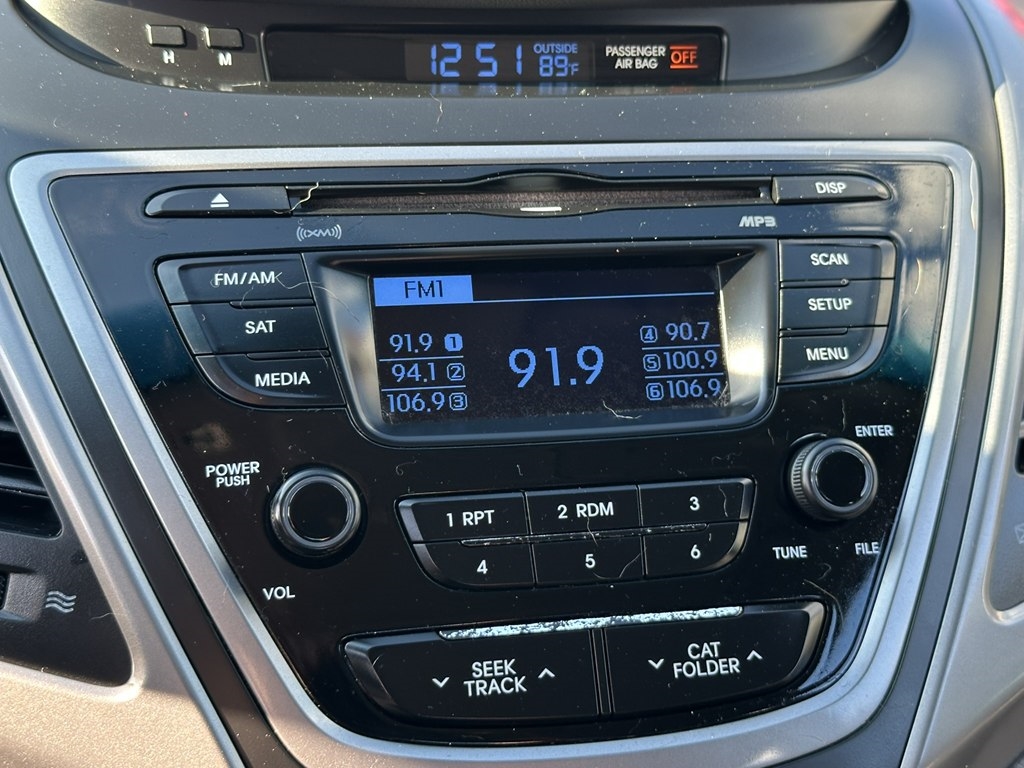 H
M
12 51
OUTSIDE
89F
PASSENGER
AIR BAG
OFF
DISP
((XM))
MP3
FM/AM
SAT
MEDIA
FM1
91.9 1
94.1 2
106.9 3
91.9
4 90.7
5 100.9
6 106.9
SCAN
SETUP
MENU
POWER
PUSH
VOL
ENTER
TUNE
FILE
1 RPT
2 RDM
3
4
5
6
SEEK
TRACK
CAT
FOLDER